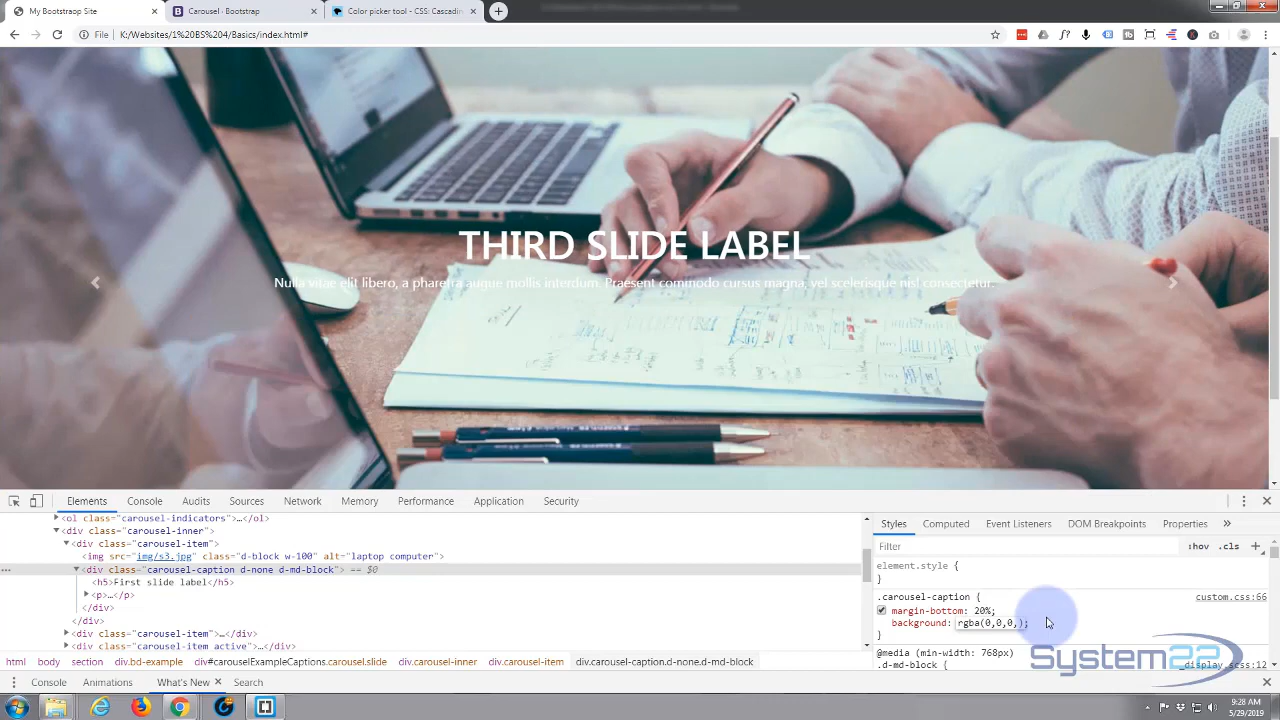 My Bootstraop Site
Carousel · Bootstrap
Color picker tool - CSS: Cascading
File
K:/Websites/1%20BS%204/Basics/index.html#
THIRD SLIDE LABEL
Nulla vitae elit libero, a pharetra augue mollis interdum. Praesent commodo cursus magna, vel scelerisque nisl consectetur.
Elements
Console
Audits
Sources
Network
Memory
Performance
Application
Security
<ol class="carousel-indicators">…</ol>
<div class="carousel-inner">
<div class="carousel-item">
<img src="img/s3.jpg" class="d-block w-100" alt="laptop computer">
<div class="carousel-caption d-none d-md-block"> == $0
<h5>First slide label</h5>
<p>…</p>
</div>
</div>
<div class="carousel-item">…</div>
<div class="carousel-item active">…</div>
html body section div.bd-example div#carouselExampleCaptions.carousel.slide div.carousel-inner div.carousel-item div.carousel-caption.d-none.d-md-block
Styles
Computed
Event Listeners
DOM Breakpoints
Properties
Filter
:hov .cls
element.style {
}
.carousel-caption {
custom.css:66
margin-bottom: 20%;
background: rgba(0,0,0,);
}
@media (min-width: 768px)
.d-md-block {
_display.scss:12
System22
Console
Animations
What's New
Search
9:28 AM
5/29/2019